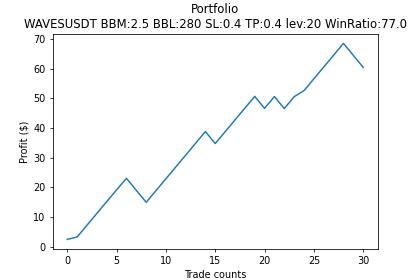 Portfolio
WAVESUSDT BBM:2.5 BBL:280 SL:0.4 TP:0.4 lev:20 WinRatio:77.0
Profit ($)
70
60
50
40
30
20
10
0
0 5 10 15 20 25 30
Trade counts